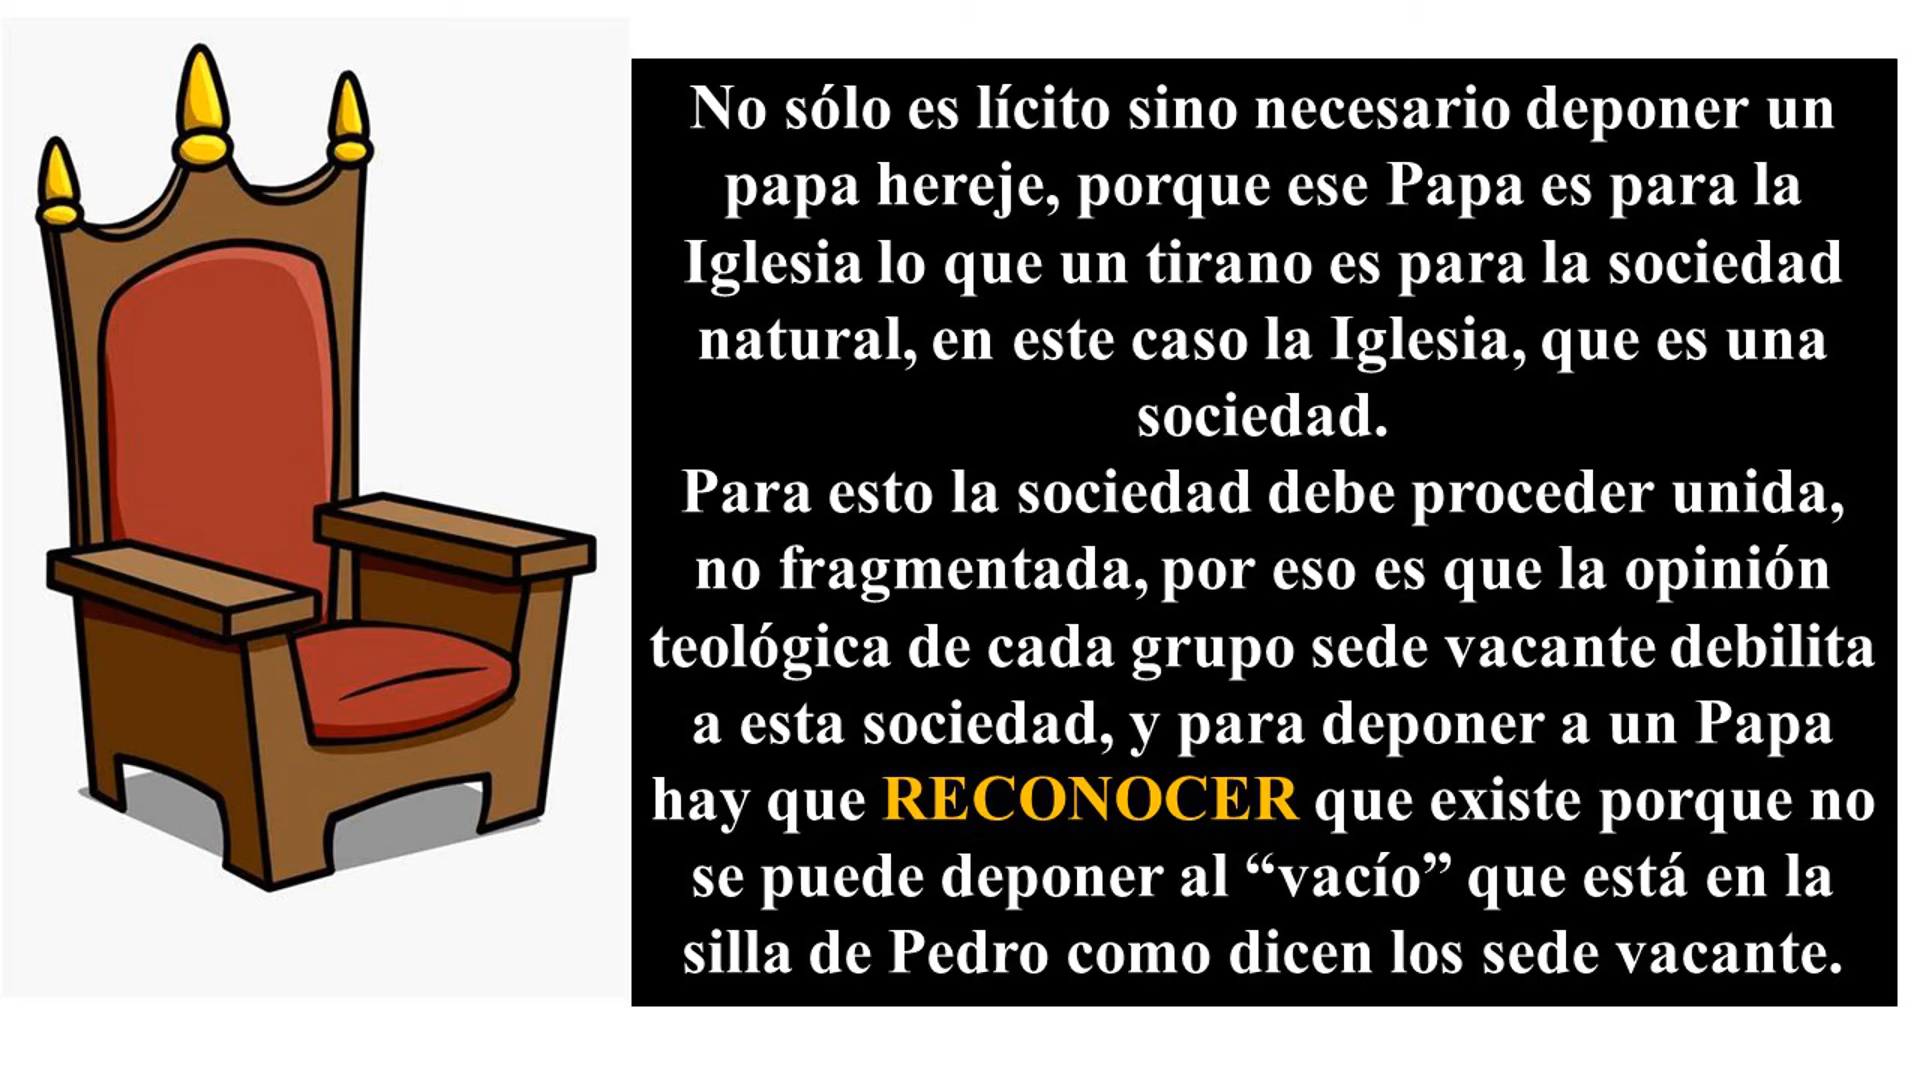 No sólo es lícito sino necesario deponer un
papa hereje, porque ese Papa es para la
Iglesia lo que un tirano es para la sociedad
natural, en este caso la Iglesia, que es una
sociedad.
Para esto la sociedad debe proceder unida,
no fragmentada, por eso es que la opinión
teológica de cada grupo sede vacante debilita
a esta sociedad, y para deponer a un Papa
hay que RECONOCER que existe porque no
se puede deponer al “vacío” que está en la
silla de Pedro como dicen los sede vacante.